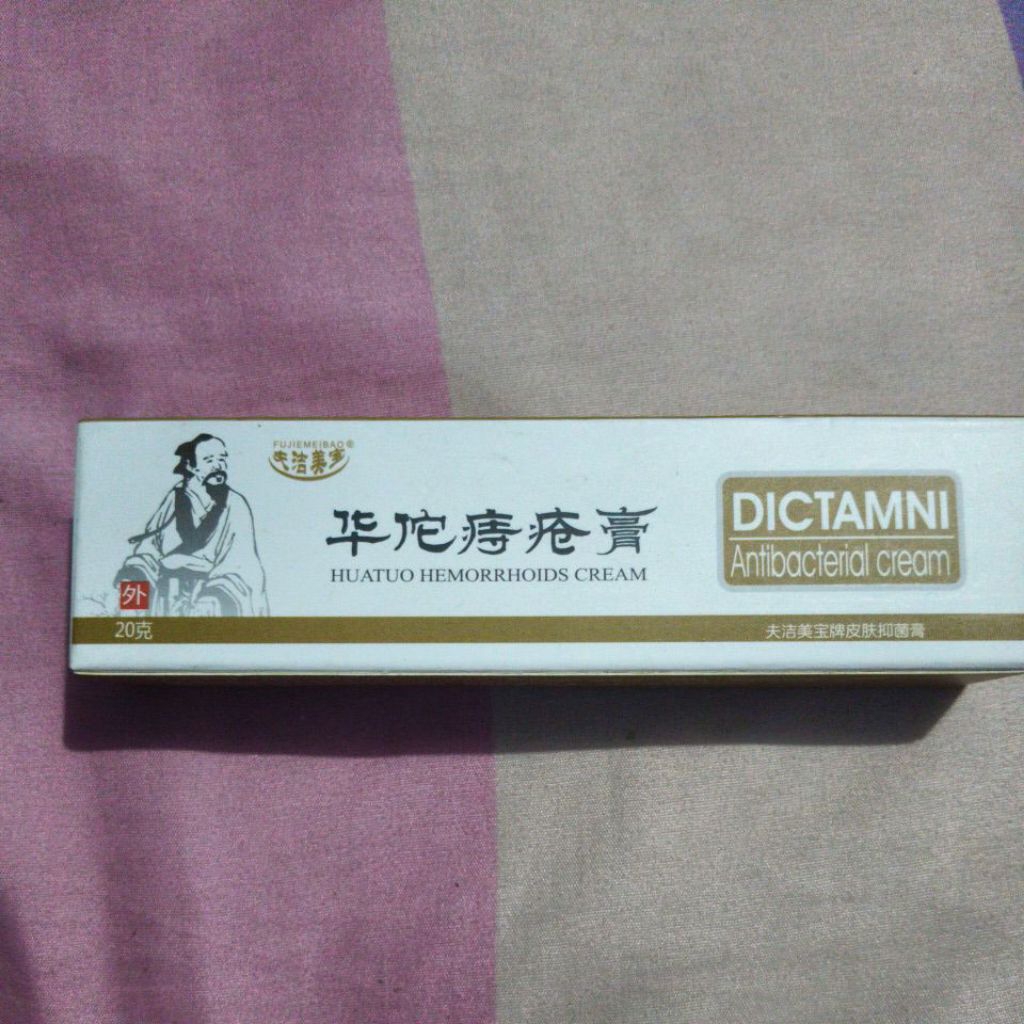 FUJIEMEIBAO®
夫洁美宝
华佗痔疮膏
HUATUO HEMORRHOIDS CREAM
DICTAMNI
Antibacterial cream
外
20克
夫洁美宝牌皮肤抑菌膏